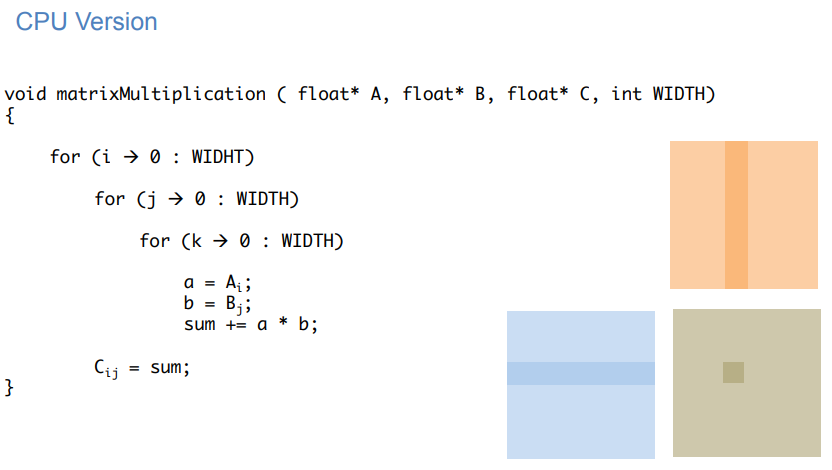 CPU Version
void matrixMultiplication ( float* A, float* B, float* C, int WIDTH)
{
for (i → 0 : WIDHT)
for (j → 0 : WIDTH)
for (k → 0 : WIDTH)
a = Aᵢ;
b = Bⱼ;
sum += a * b;
Cᵢⱼ = sum;
}